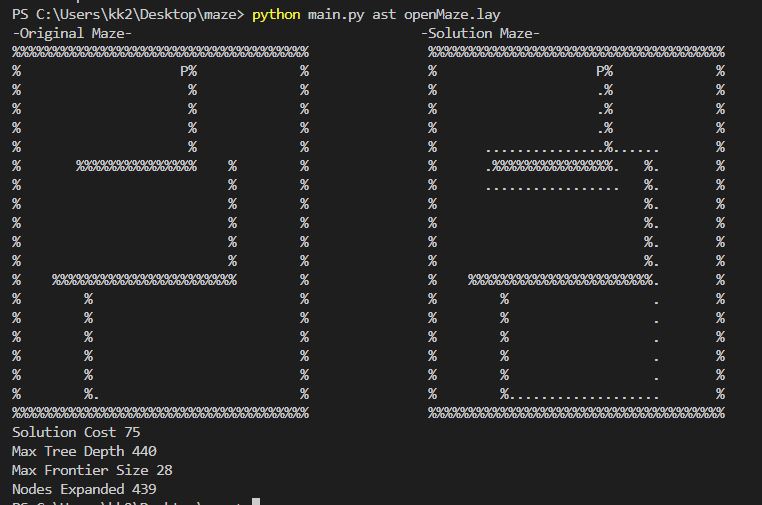 PS C:\Users\kk2\Desktop\maze> python main.py ast openMaze.lay
-Original Maze-                                    -Solution Maze-
%%%%%%%%%%%%%%%%%%%%%%%%%%%%%%%%%%%%%               %%%%%%%%%%%%%%%%%%%%%%%%%%%%%%%%%%%%%
%                    P%             %               %                    P%             %
%                     %             %               %                    .%             %
%                     %             %               %                    .%             %
%                     %             %               %                    .%             %
%                     %             %               %      ...............%......       %
%       %%%%%%%%%%%%%%%    %        %               %      .%%%%%%%%%%%%%%%.   %.       %
%                          %        %               %      .................   %.       %
%                          %        %               %                          %.       %
%                          %        %               %                          %.       %
%                          %        %               %                          %.       %
%                          %        %               %                          %.       %
%    %%%%%%%%%%%%%%%%%%%%%%%        %               %    %%%%%%%%%%%%%%%%%%%%%%%.       %
%        %                          %               %        %                  .       %
%        %                          %               %        %                  .       %
%        %                          %               %        %                  .       %
%        %                          %               %        %                  .       %
%        %                          %               %        %                  .       %
%        %.                         %               %        %...................       %
%%%%%%%%%%%%%%%%%%%%%%%%%%%%%%%%%%%%%               %%%%%%%%%%%%%%%%%%%%%%%%%%%%%%%%%%%%%
Solution Cost 75
Max Tree Depth 440
Max Frontier Size 28
Nodes Expanded 439